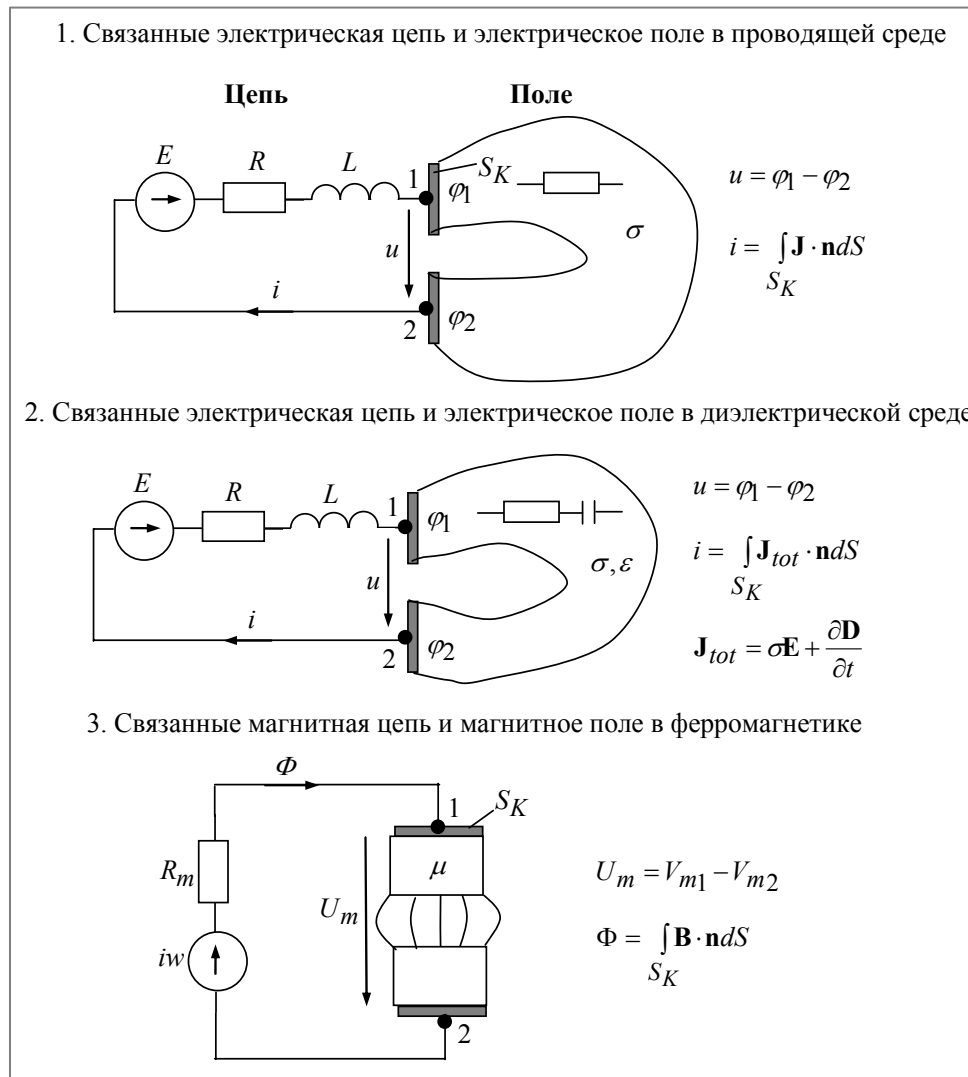 1. Связанные электрическая цепь и электрическое поле в проводящей среде
Цепь Поле
E R L 1 S_K φ1
u = φ1 − φ2
σ
u
i = ∫ J · n dS
S_K
i
2 φ2
2. Связанные электрическая цепь и электрическое поле в диэлектрической среде
E R L 1 φ1
u = φ1 − φ2
σ, ε
u
i = ∫ J_tot · n dS
S_K
i
2 φ2
J_tot = σE + ∂D/∂t
3. Связанные магнитная цепь и магнитное поле в ферромагнетике
Φ
1 S_K
R_m
μ
U_m = V_m1 − V_m2
U_m
iw
Φ = ∫ B · n dS
S_K
2